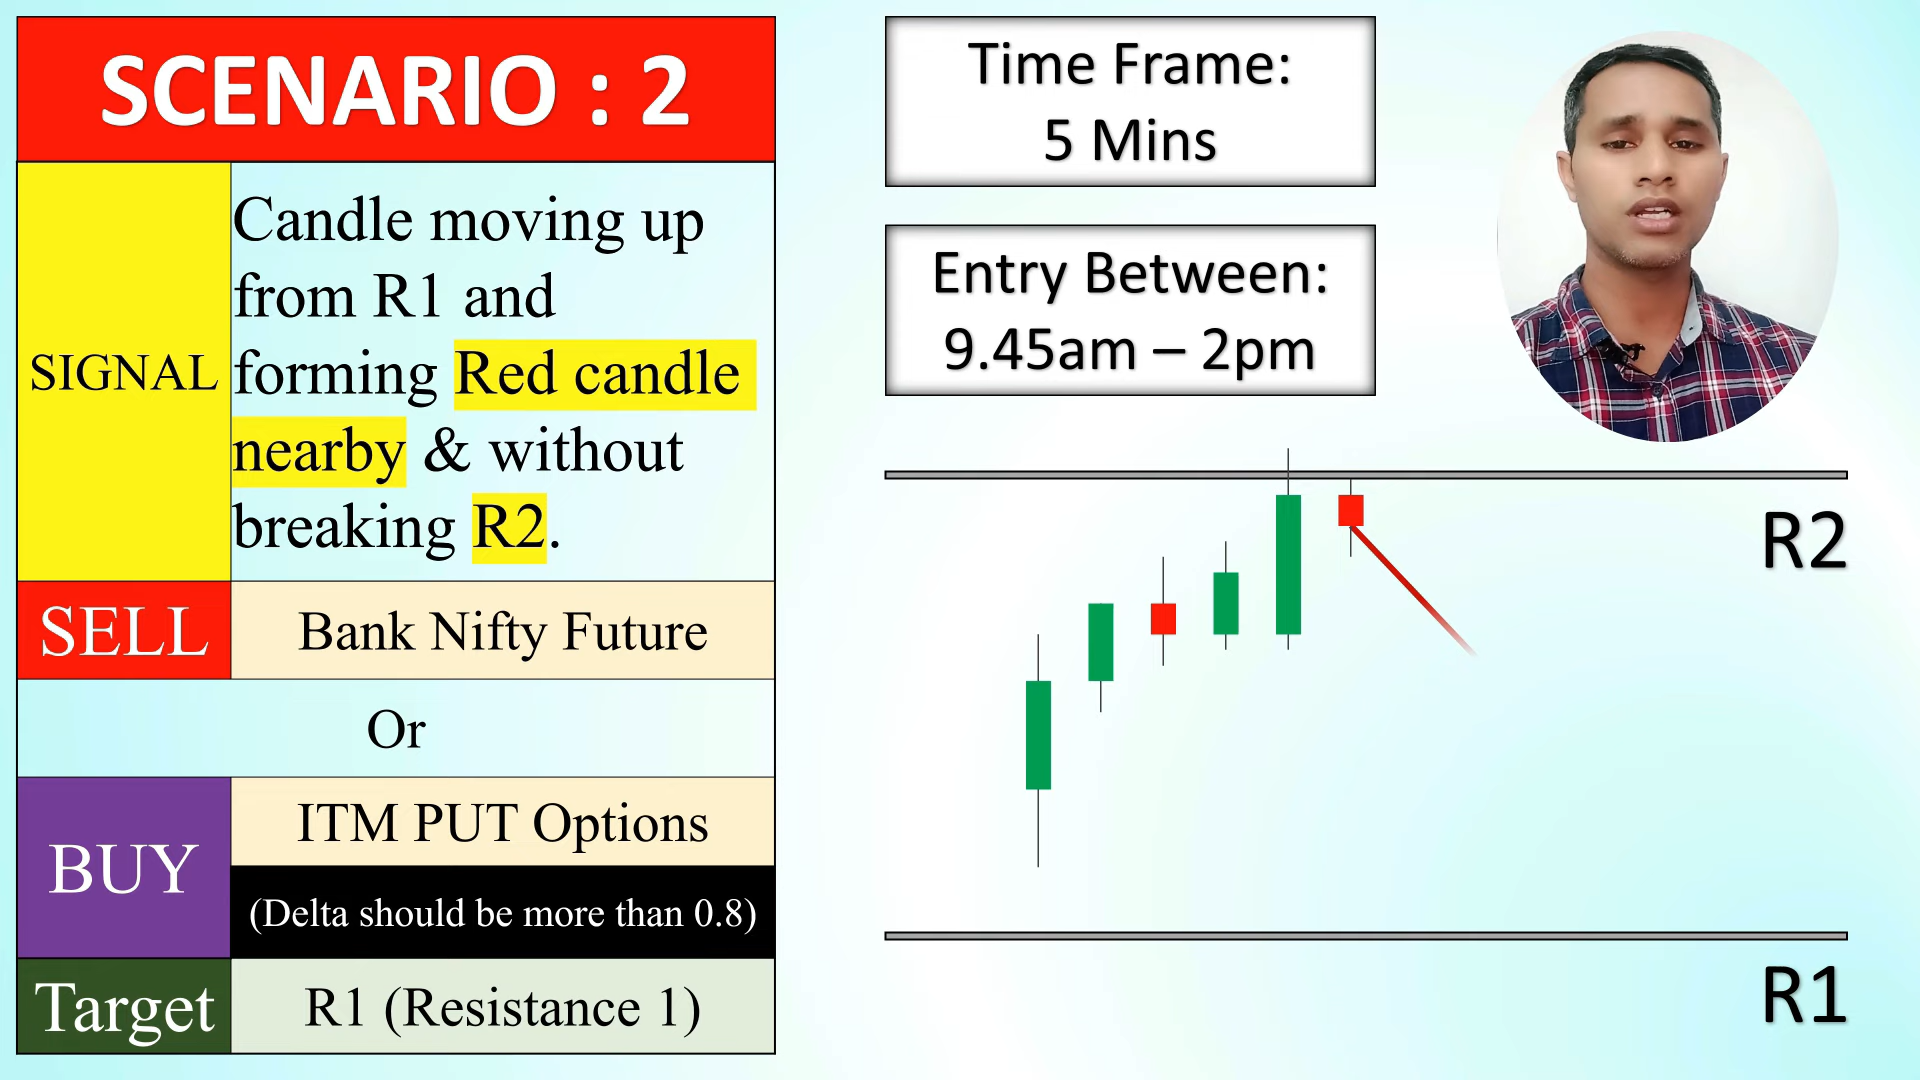 SCENARIO : 2
SIGNAL
Candle moving up
from R1 and
forming Red candle
nearby & without
breaking R2.
SELL
Bank Nifty Future
Or
BUY
ITM PUT Options
(Delta should be more than 0.8)
Target
R1 (Resistance 1)
Time Frame:
5 Mins
Entry Between:
9.45am – 2pm
R2
R1